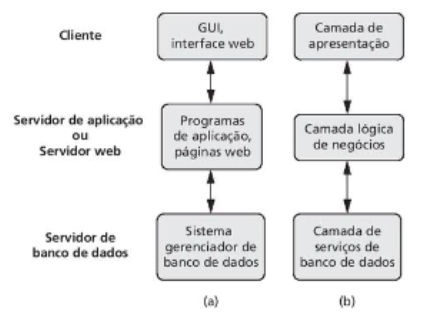 Cliente
GUI,
interface web
Camada de
apresentação
Servidor de aplicação
ou
Servidor web
Programas
de aplicação,
páginas web
Camada lógica
de negócios
Servidor de
banco de dados
Sistema
gerenciador de
banco de dados
Camada de
serviços de
banco de dados
(a)
(b)